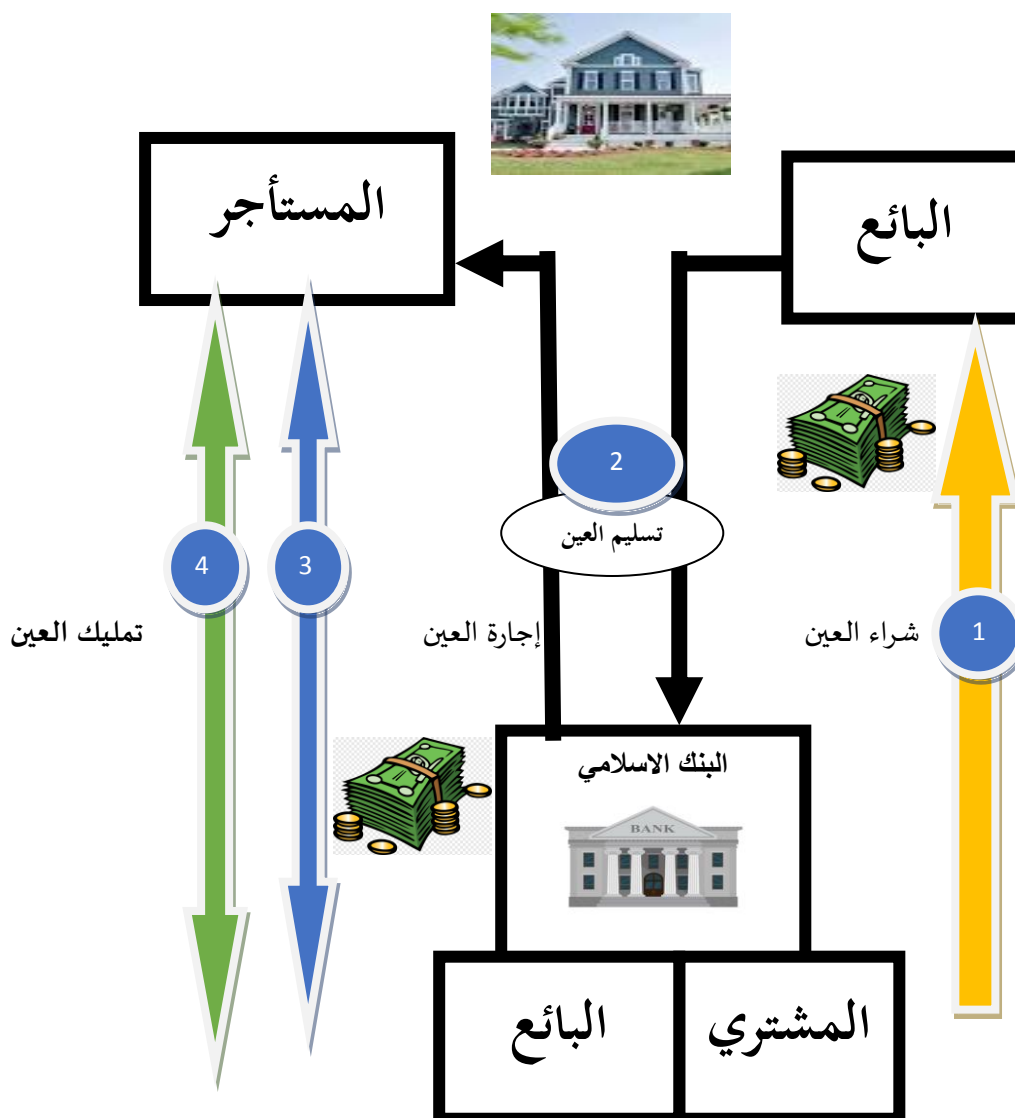 البائع
المستأجر
2
تسليم العين
1
شراء العين
إجارة العين
3
4
تمليك العين
البنك الاسلامي
BANK
المشتري
البائع